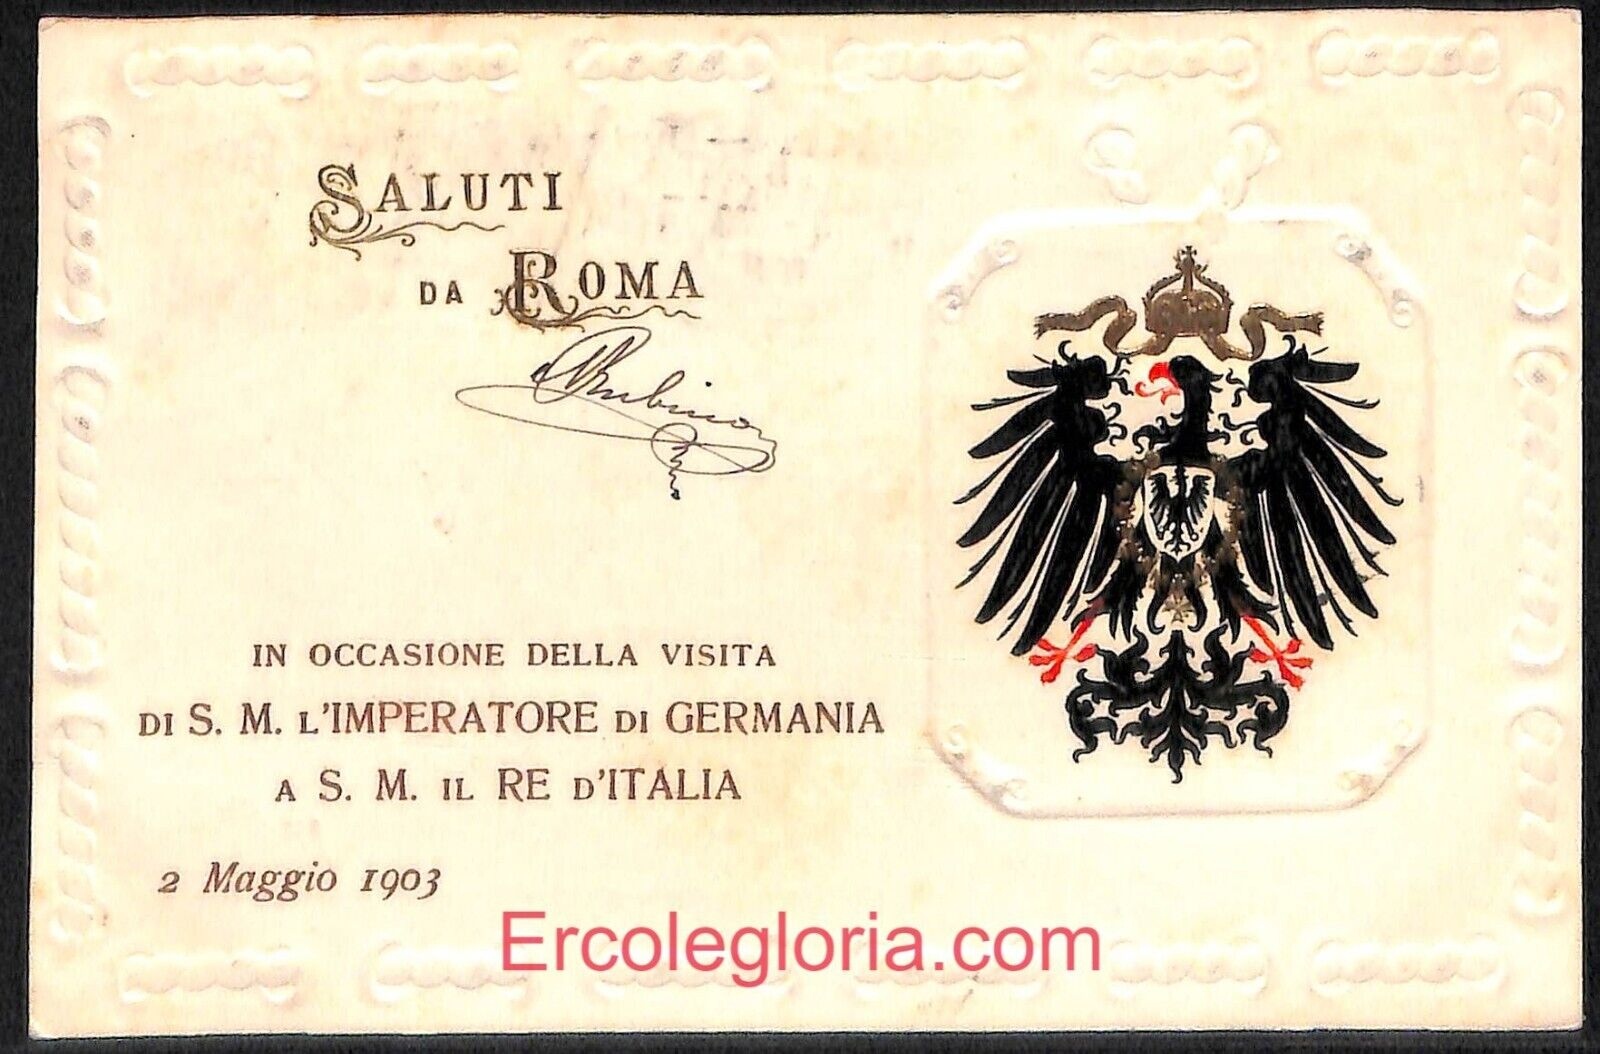 SALUTI
DA ROMA
Rubino
IN OCCASIONE DELLA VISITA
DI S. M. L'IMPERATORE DI GERMANIA
A S. M. IL RE D'ITALIA
2 Maggio 1903
Ercolegloria.com